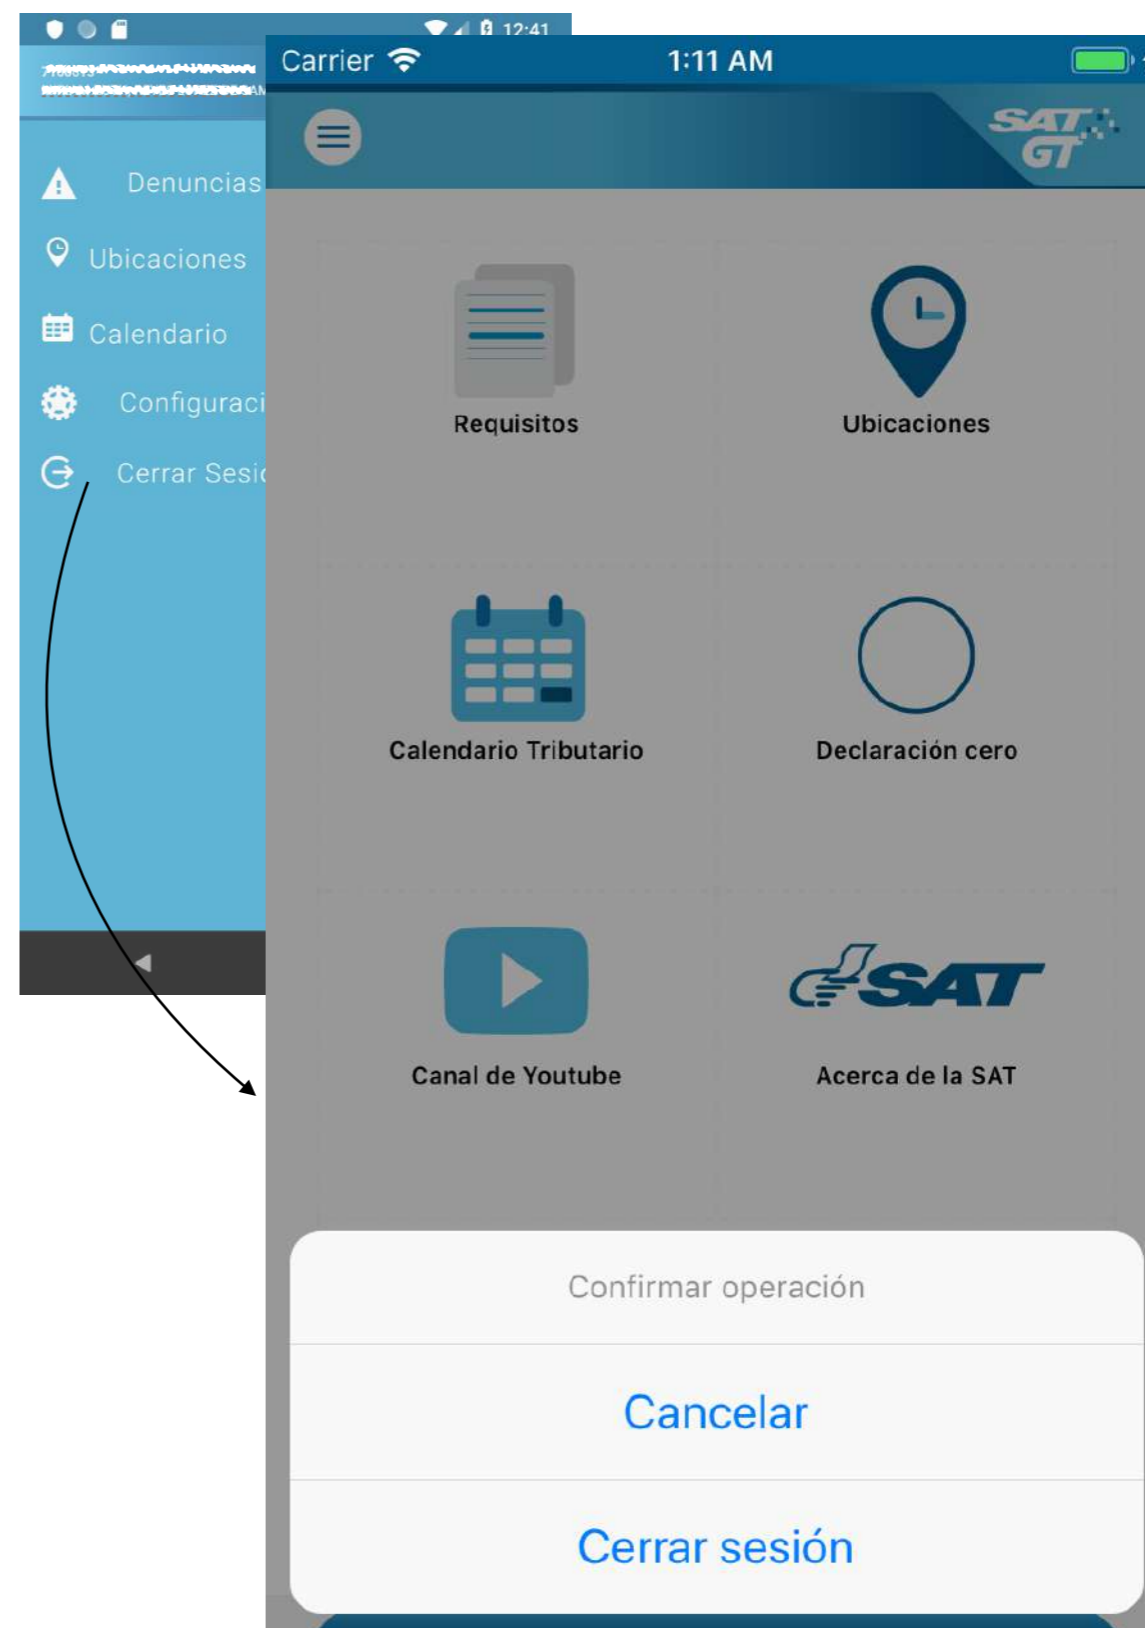 12:41
Denuncias
Ubicaciones
Calendario
Configuraci
Cerrar Sesi
Carrier
1:11 AM
SAT
GT
Requisitos
Ubicaciones
Calendario Tributario
Declaración cero
SAT
Canal de Youtube
Acerca de la SAT
Confirmar operación
Cancelar
Cerrar sesión